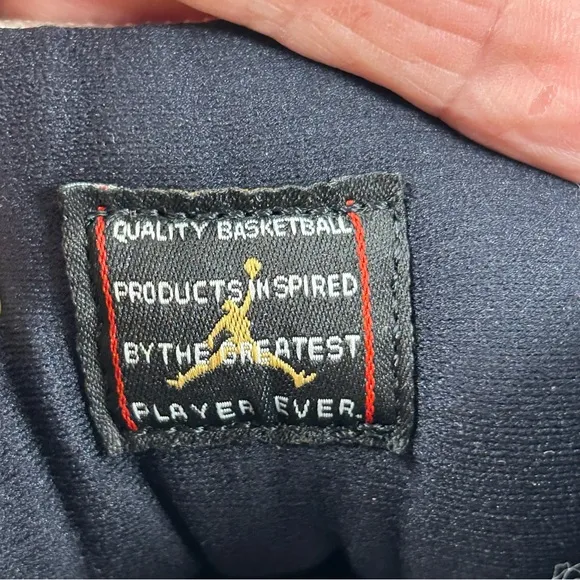 QUALITY BASKETBALL
PRODUCTS INSPIRED
BY THE GREATEST
PLAYER EVER.